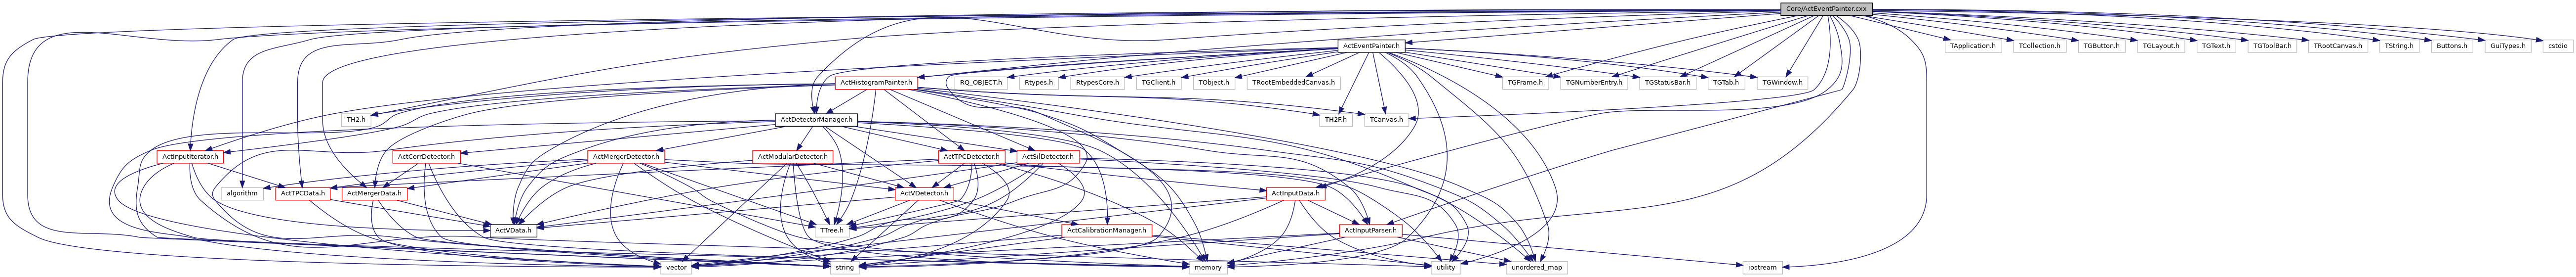 Core/ActEventPainter.cxx
ActEventPainter.h
TApplication.h
TCollection.h
TGButton.h
TGLayout.h
TGText.h
TGToolBar.h
TRootCanvas.h
TString.h
Buttons.h
GuiTypes.h
cstdio
ActHistogramPainter.h
RQ_OBJECT.h
Rtypes.h
RtypesCore.h
TGClient.h
TObject.h
TRootEmbeddedCanvas.h
TGFrame.h
TGNumberEntry.h
TGStatusBar.h
TGTab.h
TGWindow.h
TH2.h
ActDetectorManager.h
TH2F.h
TCanvas.h
ActInputIterator.h
ActCorrDetector.h
ActMergerDetector.h
ActModularDetector.h
ActTPCDetector.h
ActSilDetector.h
algorithm
ActTPCData.h
ActMergerData.h
ActVDetector.h
ActInputData.h
ActVData.h
TTree.h
ActCalibrationManager.h
ActInputParser.h
vector
string
memory
utility
unordered_map
iostream